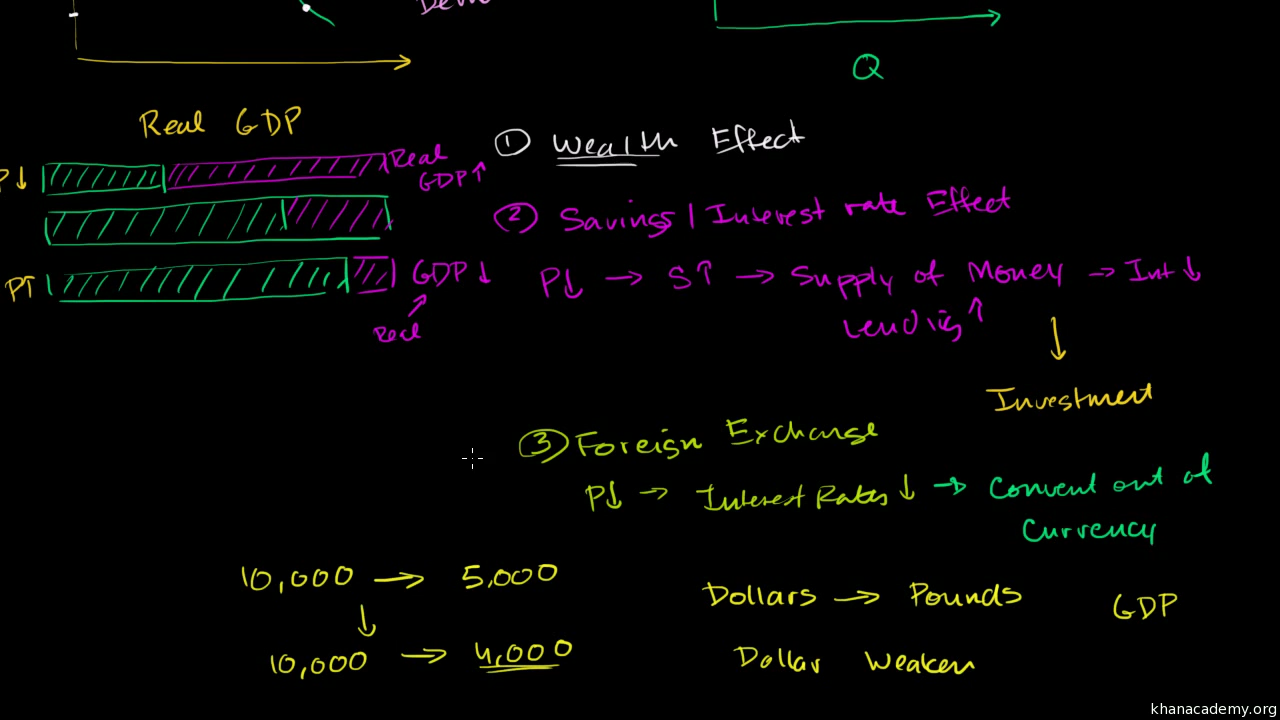 Q
Real GDP
① Wealth Effect
P↓
Real
GDP↑
② Savings / Interest rate Effect
P↑
GDP↓
P↓ → S↑ → Supply of Money → Int↓
Real
Lending↑
Investment
③ Foreign Exchange
P↓ → Interest Rates↓ → Convent out of
Currency
10,000 → 5,000
Dollars → Pounds
GDP
10,000 → 4,000
Dollar Weaken
khanacademy.org